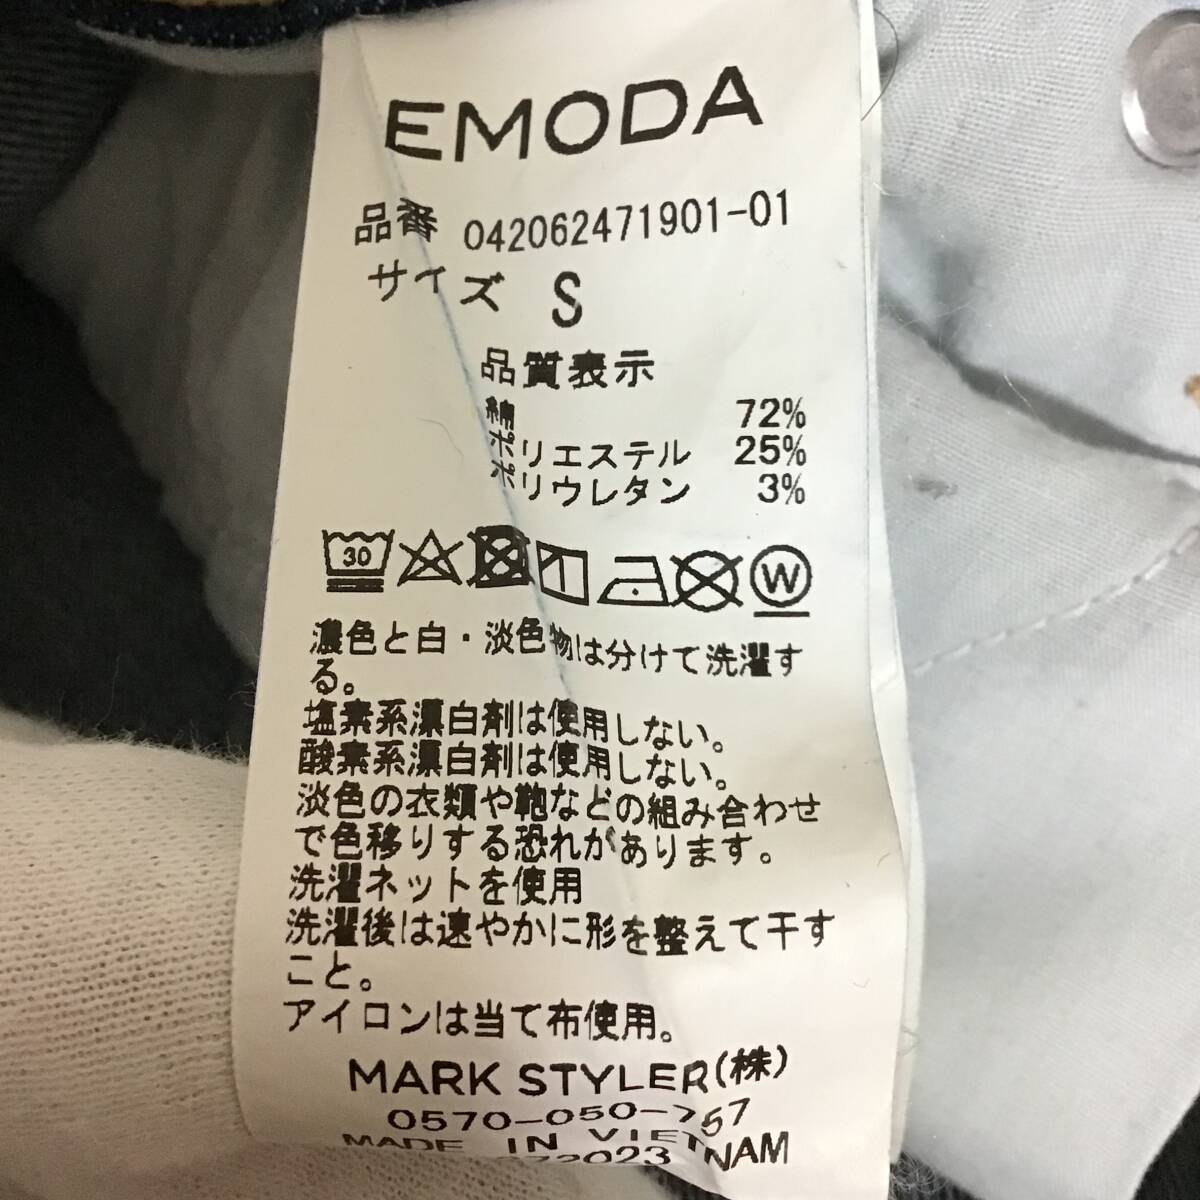 EMODA
品番 042062471901-01
サイズ S
品質表示
綿 72%
ポリエステル 25%
ポリウレタン 3%
30
W
濃色と白・淡色物は分けて洗濯す
る。
塩素系漂白剤は使用しない。
酸素系漂白剤は使用しない。
淡色の衣類や鞄などの組み合わせ
で色移りする恐れがあります。
洗濯ネットを使用
洗濯後は速やかに形を整えて干す
こと。
アイロンは当て布使用。
MARK STYLER(株)
0570-050-757
MADE IN VIETNAM